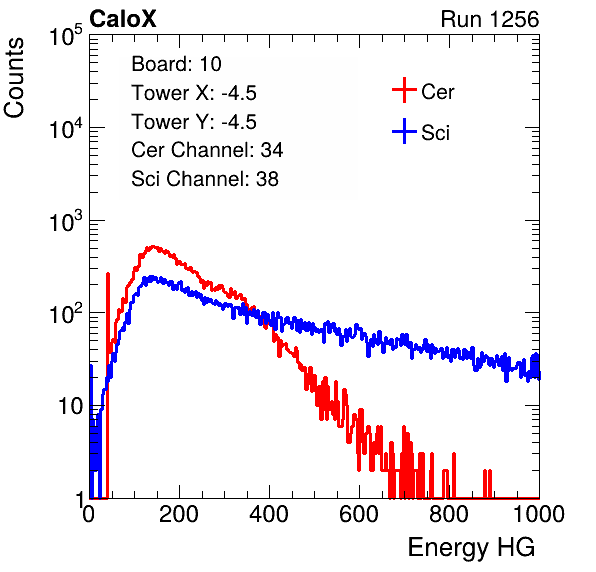 CaloX Run 1256
Counts
Board: 10
Tower X: -4.5
Tower Y: -4.5
Cer Channel: 34
Sci Channel: 38
Cer
Sci
10^5
10^4
10^3
10^2
10
1
0 200 400 600 800 1000
Energy HG